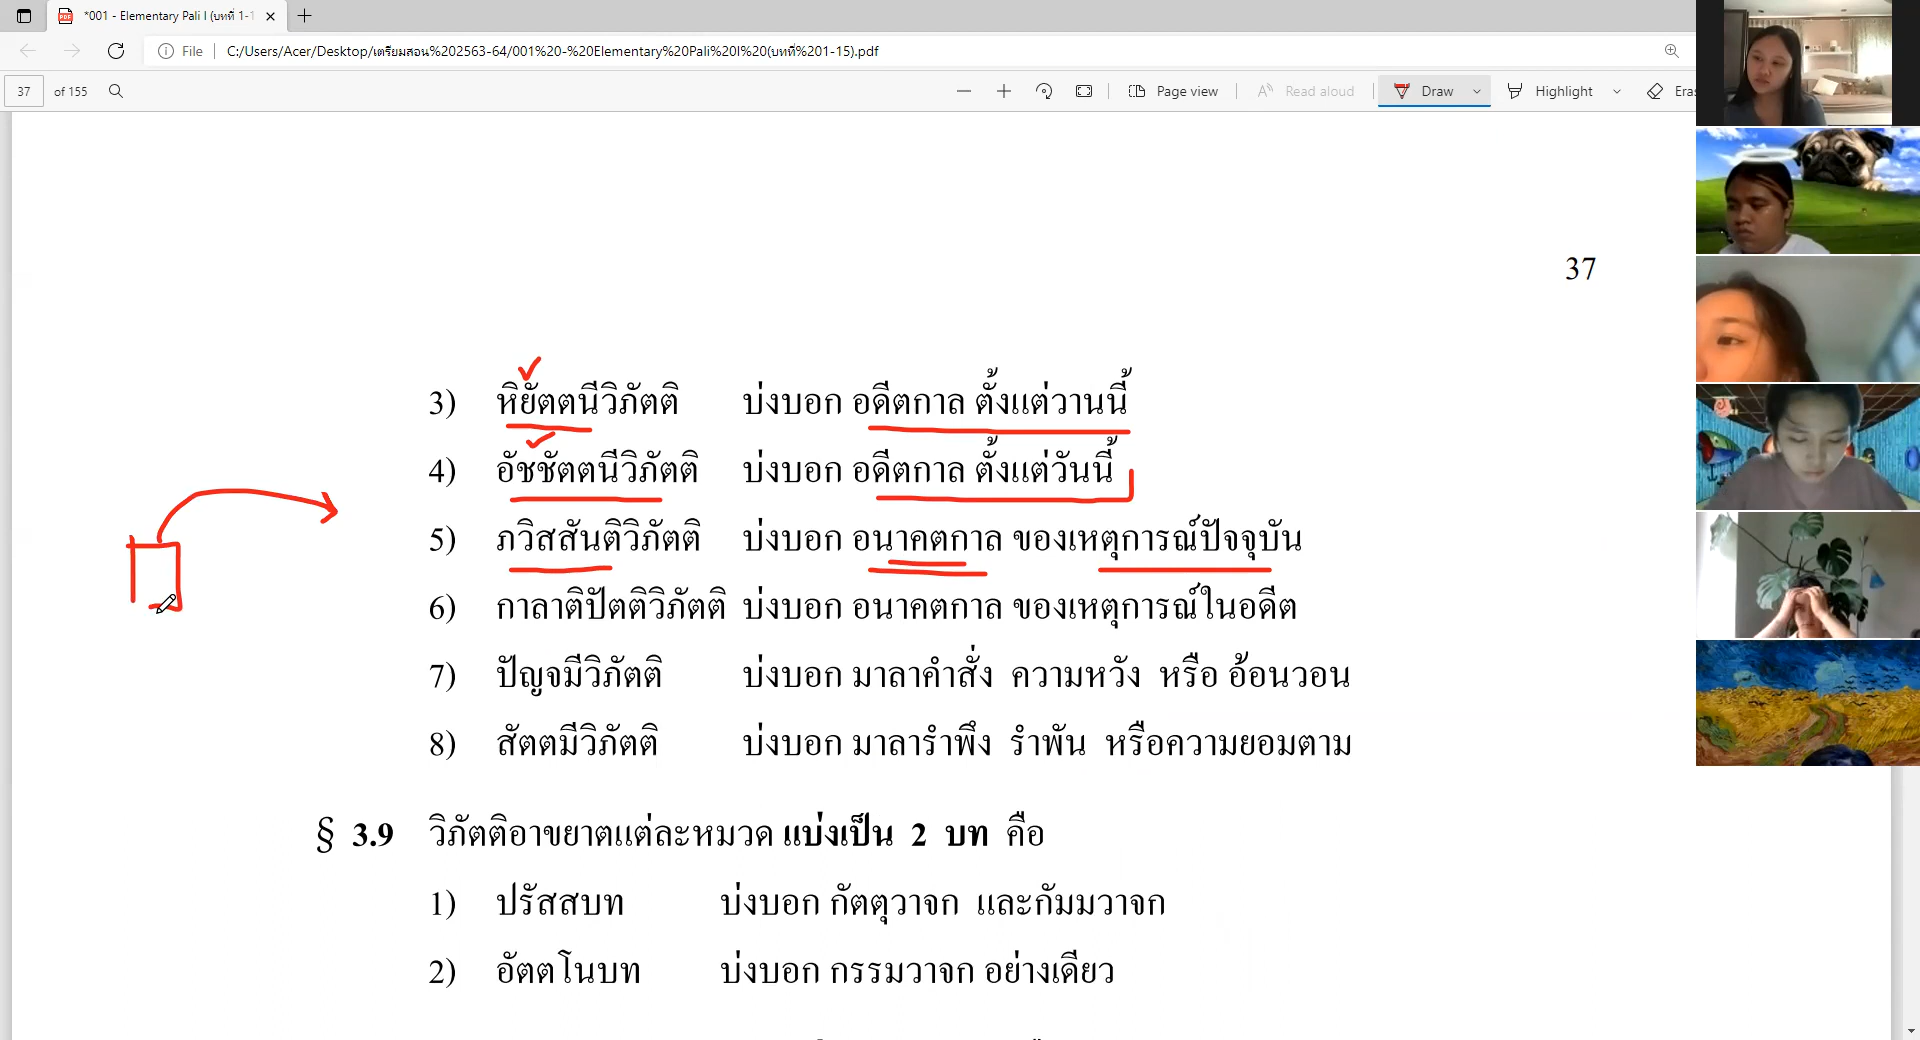 *001 - Elementary Pali I (บทที่ 1-1
File C:/Users/Acer/Desktop/เตรียมสอน%202563-64/001%20-%20Elementary%20Pali%20I%20(บทที่%201-15).pdf
37 of 155 Page view Read aloud Draw Highlight Eras
37
3) หิยัตตนีวิภัตติ บ่งบอก อดีตกาล ตั้งแต่วานนี้
4) อัชชัตตนีวิภัตติ บ่งบอก อดีตกาล ตั้งแต่วันนี้
5) ภวิสสันติวิภัตติ บ่งบอก อนาคตกาล ของเหตุการณ์ปัจจุบัน
6) กาลาติปัตติวิภัตติ บ่งบอก อนาคตกาล ของเหตุการณ์ในอดีต
7) ปัญจมีวิภัตติ บ่งบอก มาลาคำสั่ง ความหวัง หรือ อ้อนวอน
8) สัตตมีวิภัตติ บ่งบอก มาลารำพึง รำพัน หรือความยอมตาม
§ 3.9 วิภัตติอาขยาตแต่ละหมวด แบ่งเป็น 2 บท คือ
1) ปรัสสบท บ่งบอก กัตตุวาจก และกัมมวาจก
2) อัตตโนบท บ่งบอก กรรมวาจก อย่างเดียว